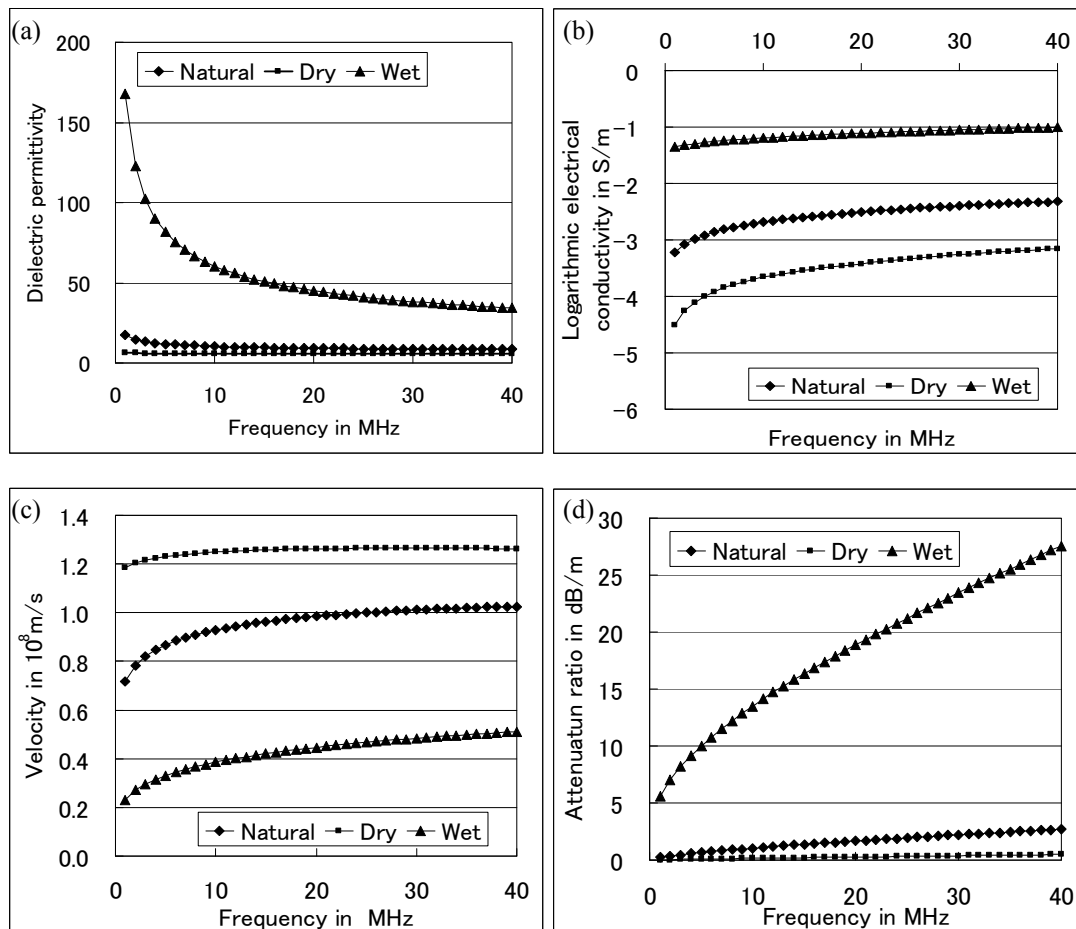 (a)
200
150
100
50
0
Natural Dry Wet
Dielectric permittivity
0 10 20 30 40
Frequency in MHz
(b)
0 10 20 30 40
0
−1
−2
−3
−4
−5
−6
Logarithmic electrical
conductivity in S/m
Natural Dry Wet
Frequency in MHz
(c)
1.4
1.2
1.0
0.8
0.6
0.4
0.2
0.0
Velocity in 10⁸m/s
Natural Dry Wet
0 10 20 30 40
Frequency in MHz
(d)
30
25
20
15
10
5
0
Natural Dry Wet
Attenuatun ratio in dB/m
0 10 20 30 40
Frequency in MHz